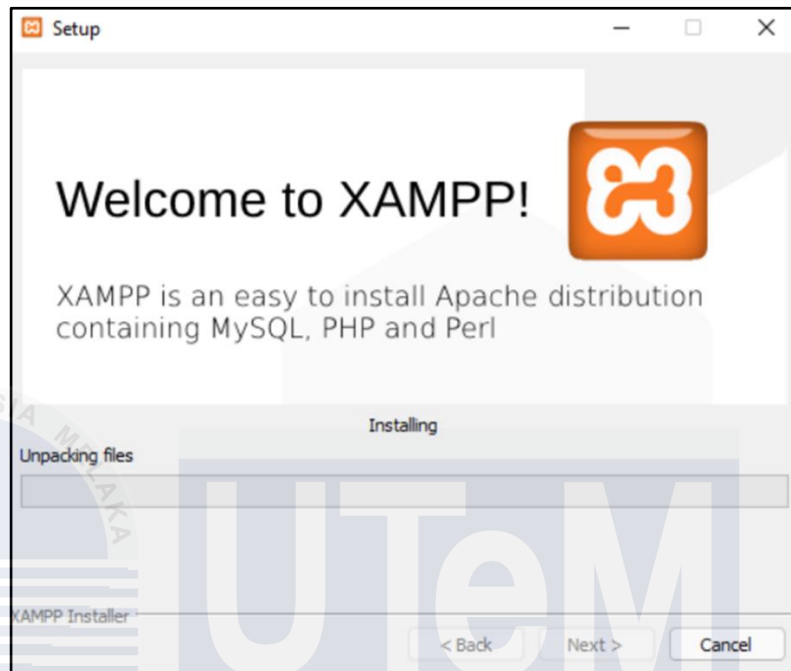 Setup
Welcome to XAMPP!
XAMPP is an easy to install Apache distribution
containing MySQL, PHP and Perl
Installing
Unpacking files
XAMPP Installer
< Back
Next >
Cancel
UTeM
MELAKA